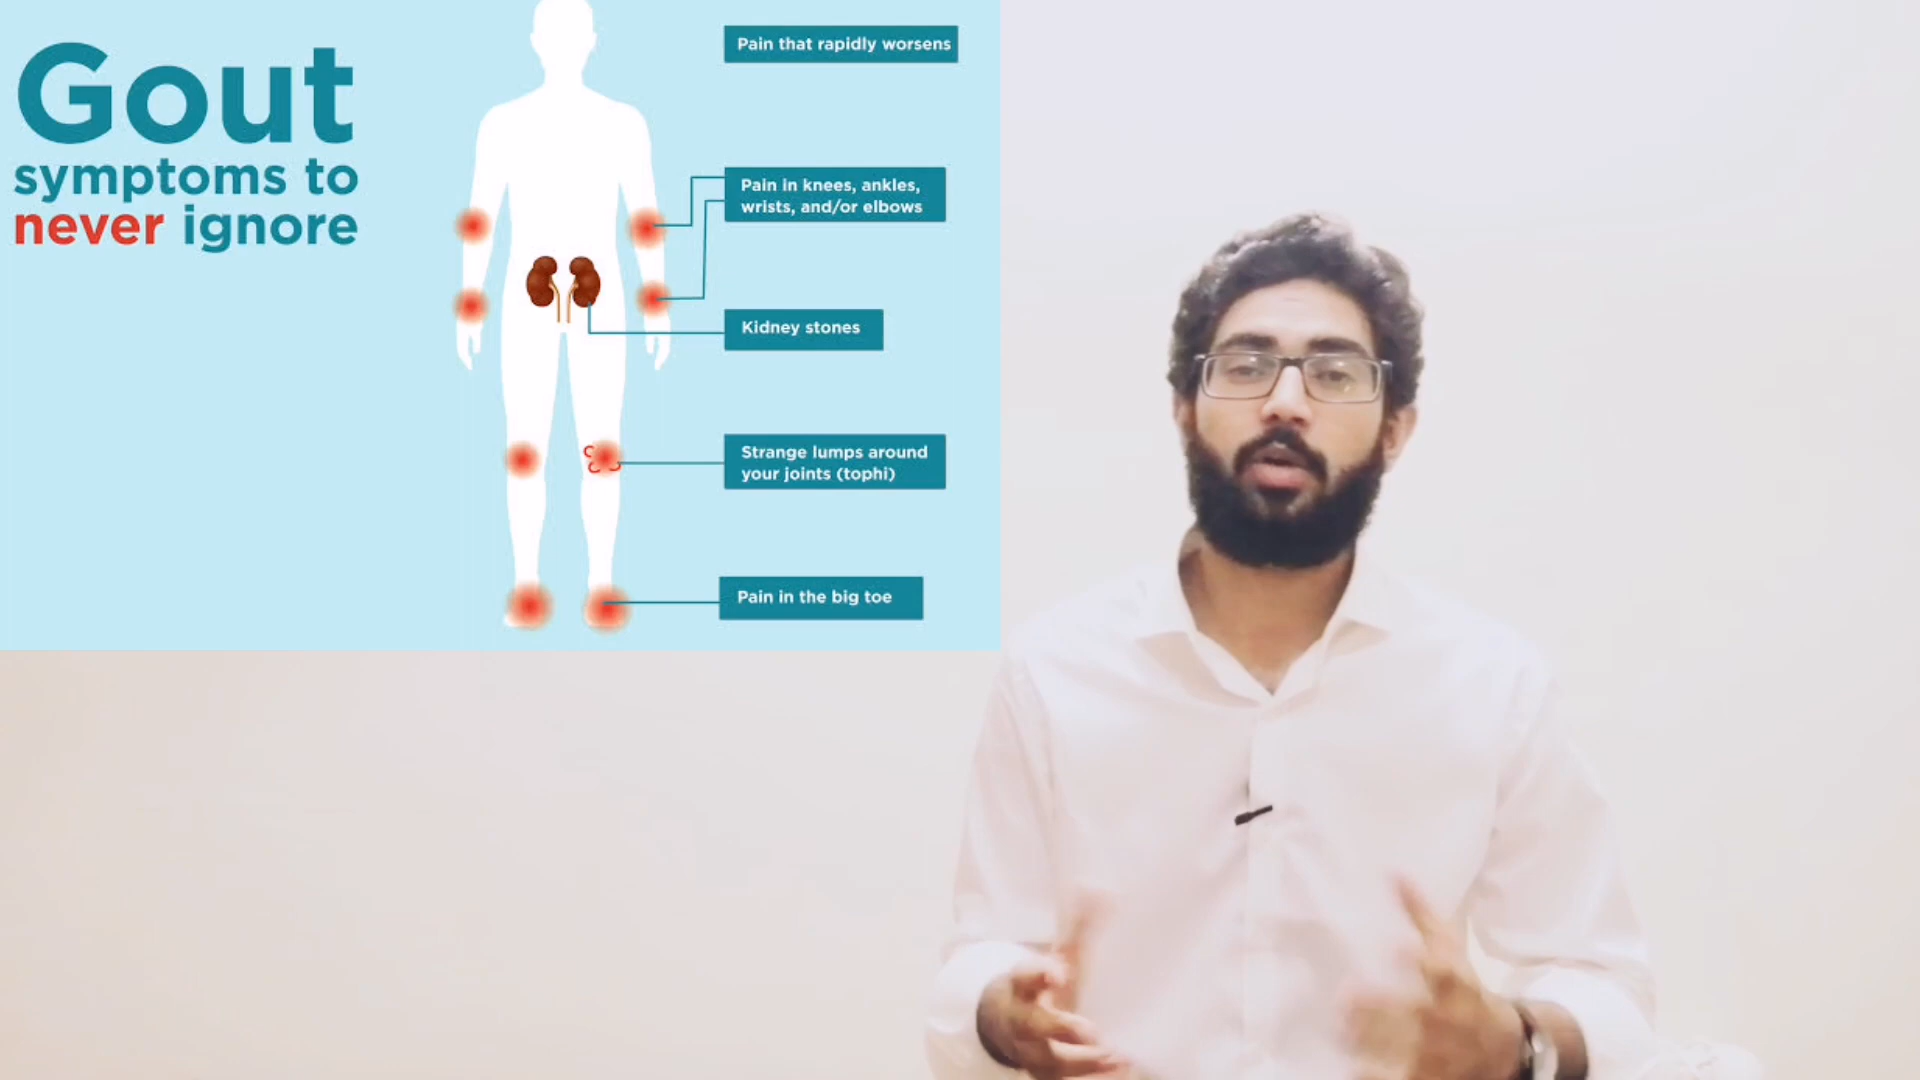 Gout
symptoms to
never ignore
Pain that rapidly worsens
Pain in knees, ankles,
wrists, and/or elbows
Kidney stones
Strange lumps around
your joints (tophi)
Pain in the big toe